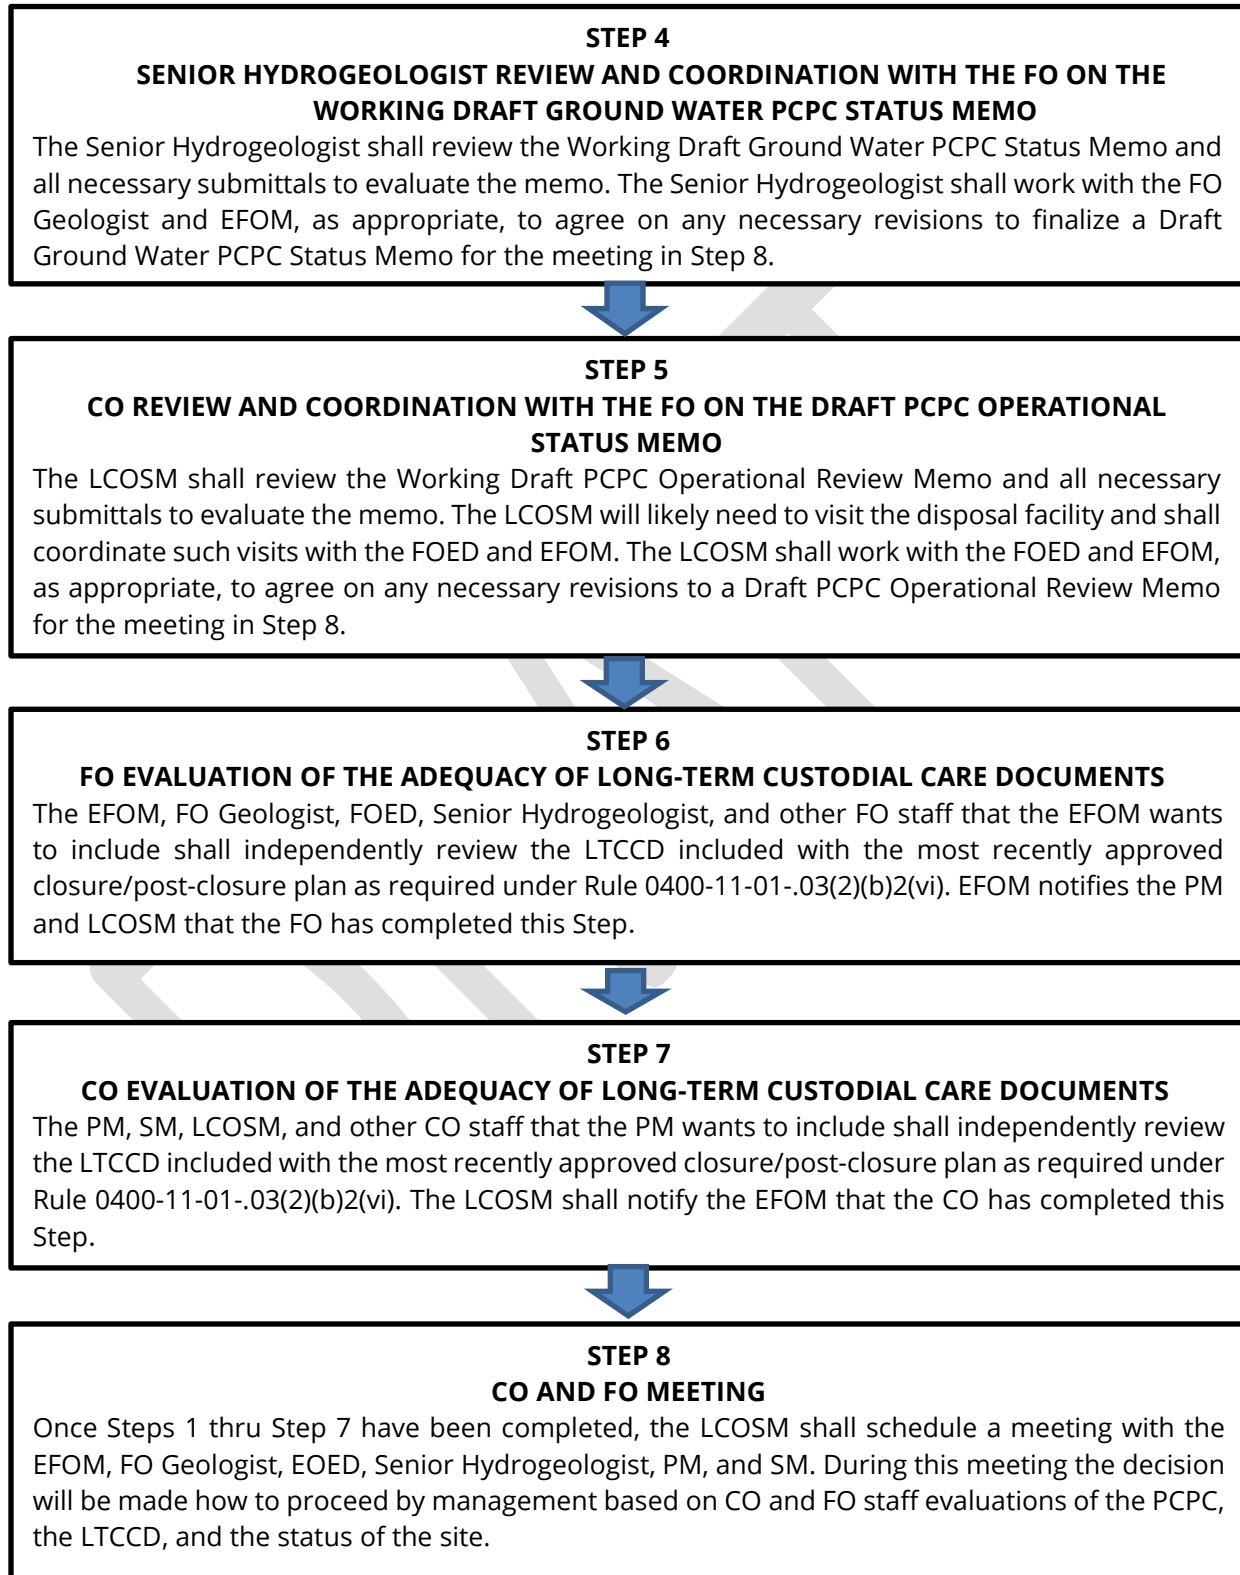 STEP 4
SENIOR HYDROGEOLOGIST REVIEW AND COORDINATION WITH THE FO ON THE
WORKING DRAFT GROUND WATER PCPC STATUS MEMO
The Senior Hydrogeologist shall review the Working Draft Ground Water PCPC Status Memo and
all necessary submittals to evaluate the memo. The Senior Hydrogeologist shall work with the FO
Geologist and EFOM, as appropriate, to agree on any necessary revisions to finalize a Draft
Ground Water PCPC Status Memo for the meeting in Step 8.
STEP 5
CO REVIEW AND COORDINATION WITH THE FO ON THE DRAFT PCPC OPERATIONAL
STATUS MEMO
The LCOSM shall review the Working Draft PCPC Operational Review Memo and all necessary
submittals to evaluate the memo. The LCOSM will likely need to visit the disposal facility and shall
coordinate such visits with the FOED and EFOM. The LCOSM shall work with the FOED and EFOM,
as appropriate, to agree on any necessary revisions to a Draft PCPC Operational Review Memo
for the meeting in Step 8.
STEP 6
FO EVALUATION OF THE ADEQUACY OF LONG-TERM CUSTODIAL CARE DOCUMENTS
The EFOM, FO Geologist, FOED, Senior Hydrogeologist, and other FO staff that the EFOM wants
to include shall independently review the LTCCD included with the most recently approved
closure/post-closure plan as required under Rule 0400-11-01-.03(2)(b)2(vi). EFOM notifies the PM
and LCOSM that the FO has completed this Step.
STEP 7
CO EVALUATION OF THE ADEQUACY OF LONG-TERM CUSTODIAL CARE DOCUMENTS
The PM, SM, LCOSM, and other CO staff that the PM wants to include shall independently review
the LTCCD included with the most recently approved closure/post-closure plan as required under
Rule 0400-11-01-.03(2)(b)2(vi). The LCOSM shall notify the EFOM that the CO has completed this
Step.
STEP 8
CO AND FO MEETING
Once Steps 1 thru Step 7 have been completed, the LCOSM shall schedule a meeting with the
EFOM, FO Geologist, EOED, Senior Hydrogeologist, PM, and SM. During this meeting the decision
will be made how to proceed by management based on CO and FO staff evaluations of the PCPC,
the LTCCD, and the status of the site.